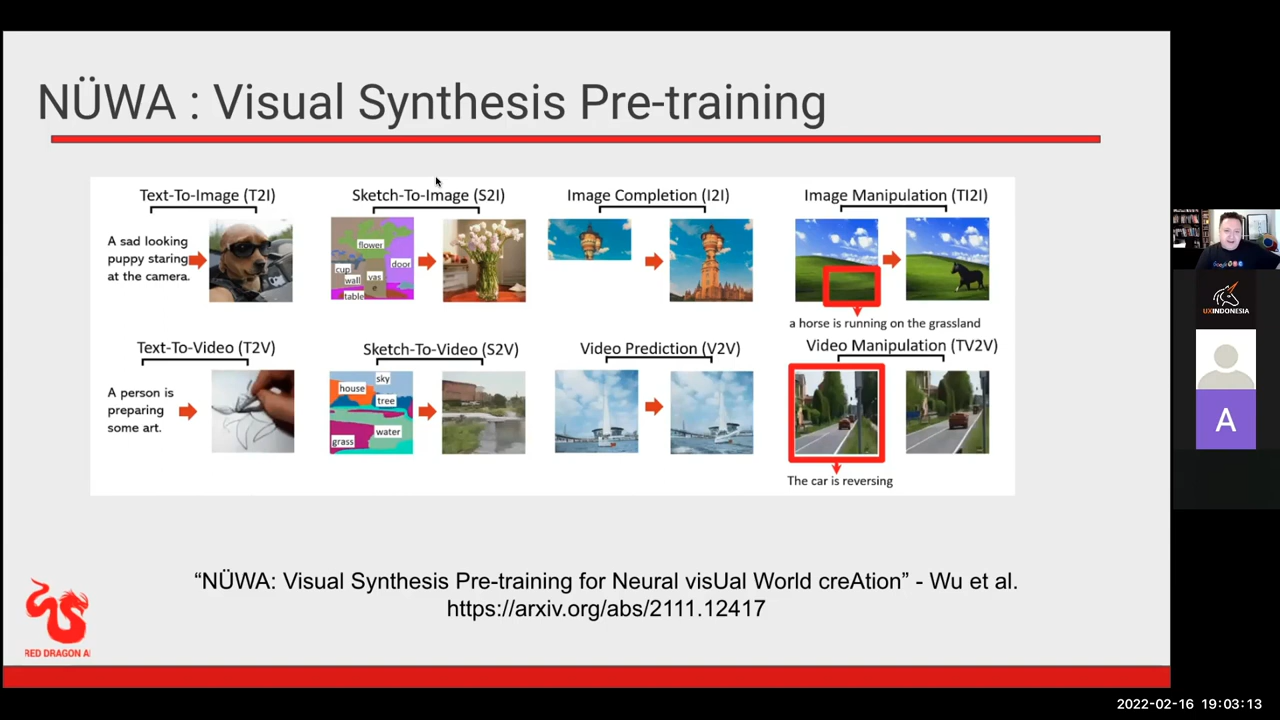 NÜWA : Visual Synthesis Pre-training
Text-To-Image (T2I)
Sketch-To-Image (S2I)
Image Completion (I2I)
Image Manipulation (TI2I)
A sad looking
puppy staring
at the camera.
flower
cup
door
wall
vas
table
a horse is running on the grassland
Text-To-Video (T2V)
Sketch-To-Video (S2V)
Video Prediction (V2V)
Video Manipulation (TV2V)
A person is
preparing
some art.
sky
house
tree
water
grass
The car is reversing
“NÜWA: Visual Synthesis Pre-training for Neural visUal World creAtion” - Wu et al.
https://arxiv.org/abs/2111.12417
RED DRAGON AI
UXINDONESIA
A
2022-02-16 19:03:13